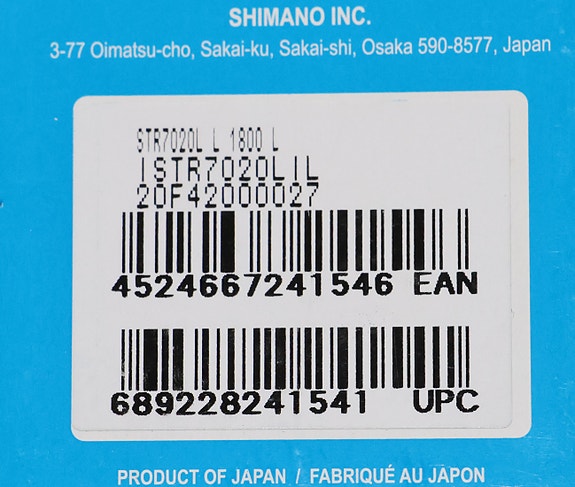 SHIMANO INC.
3-77 Oimatsu-cho, Sakai-ku, Sakai-shi, Osaka 590-8577, Japan
STR7020L L 1800 L
ISTR7020LIL
20F42000027
4524667241546 EAN
689228241541 UPC
PRODUCT OF JAPAN / FABRIQUÉ AU JAPON